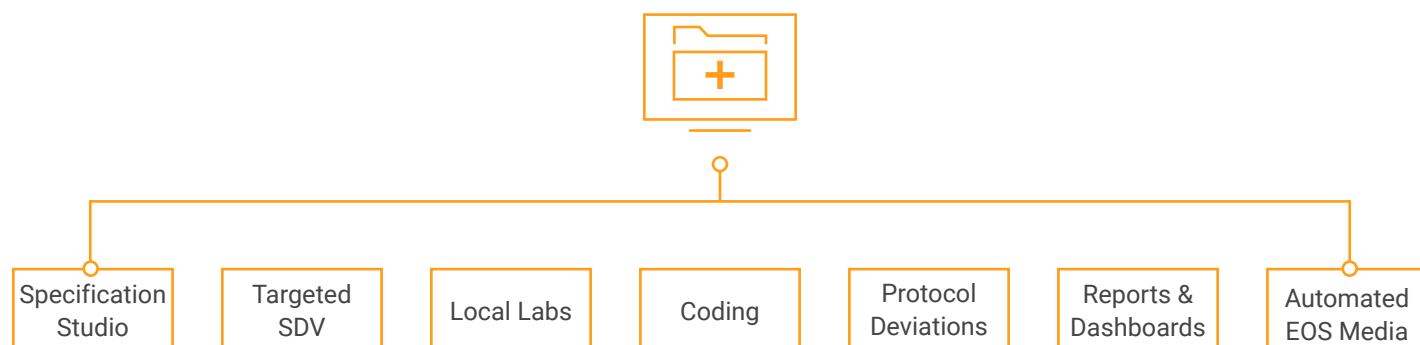 Specification
Studio
Targeted
SDV
Local Labs
Coding
Protocol
Deviations
Reports &
Dashboards
Automated
EOS Media